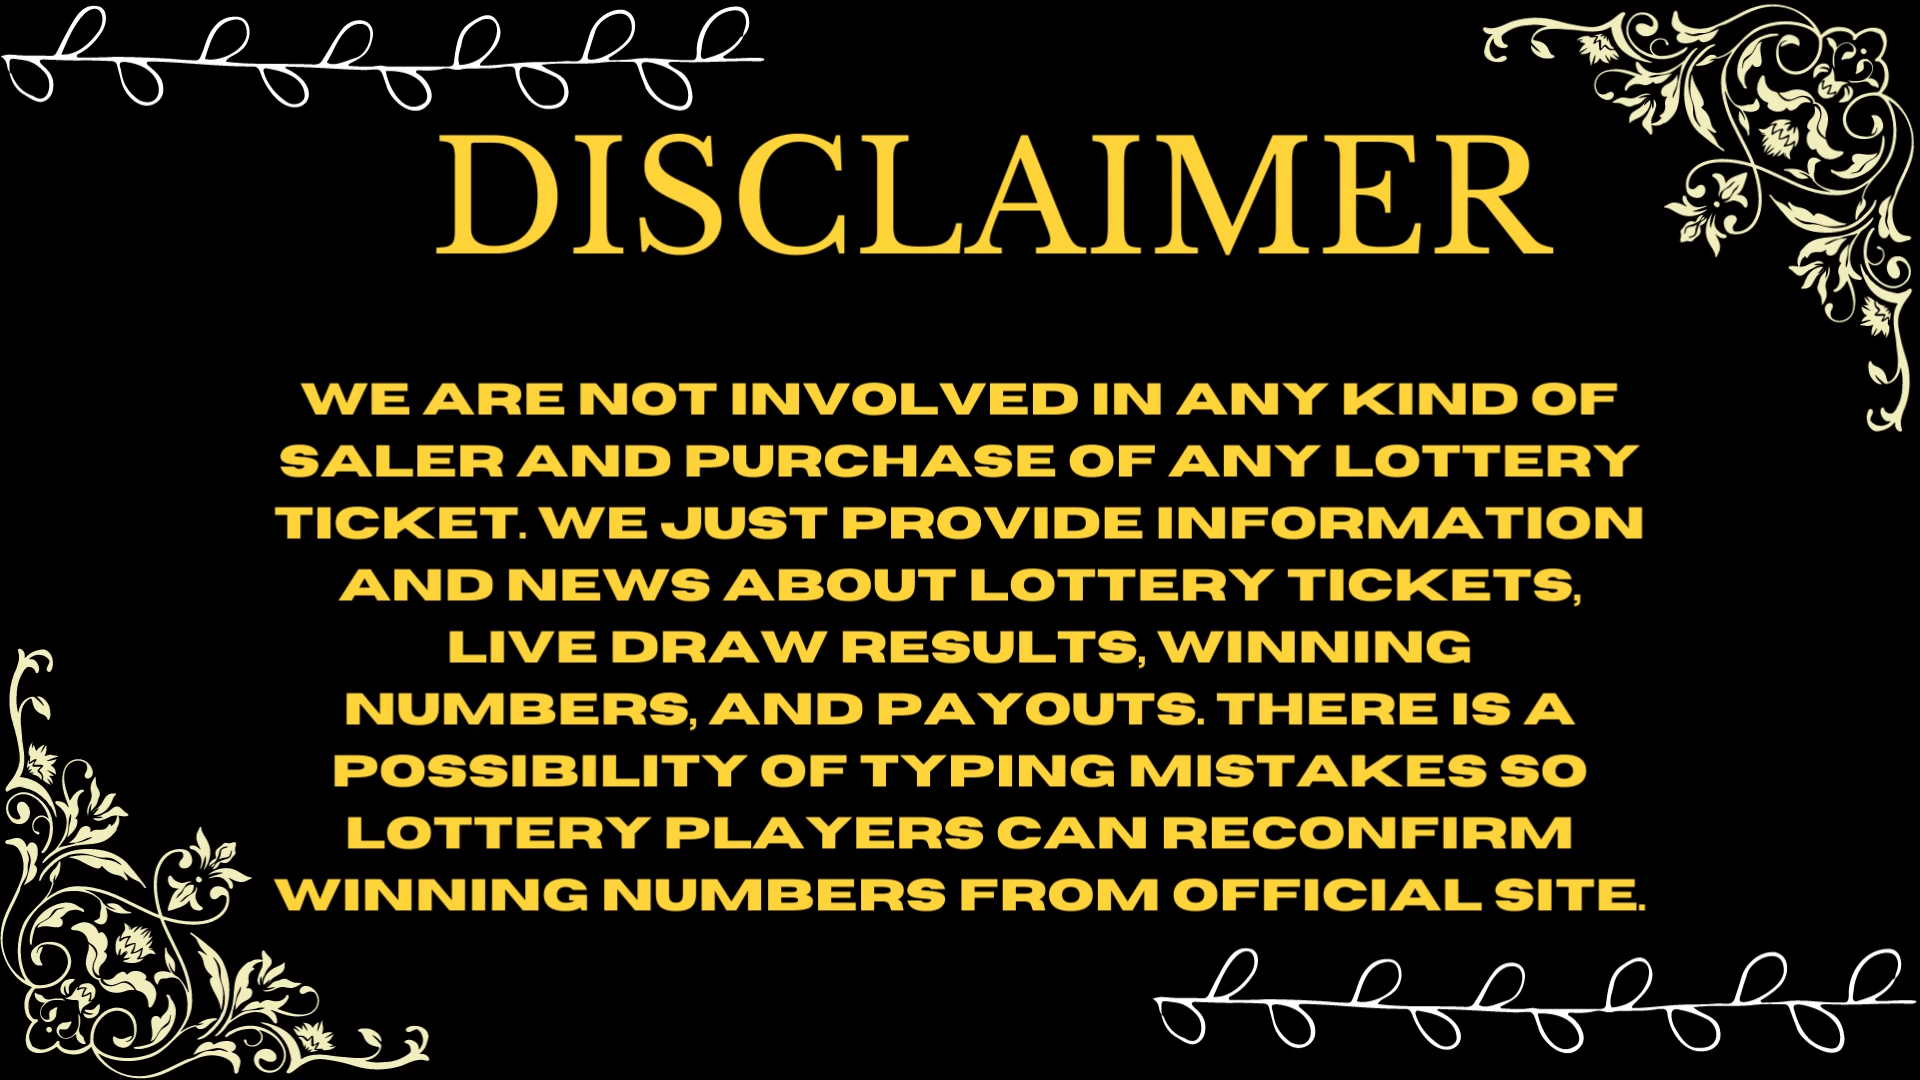 DISCLAIMER
WE ARE NOT INVOLVED IN ANY KIND OF
SALER AND PURCHASE OF ANY LOTTERY
TICKET. WE JUST PROVIDE INFORMATION
AND NEWS ABOUT LOTTERY TICKETS,
LIVE DRAW RESULTS, WINNING
NUMBERS, AND PAYOUTS. THERE IS A
POSSIBILITY OF TYPING MISTAKES SO
LOTTERY PLAYERS CAN RECONFIRM
WINNING NUMBERS FROM OFFICIAL SITE.